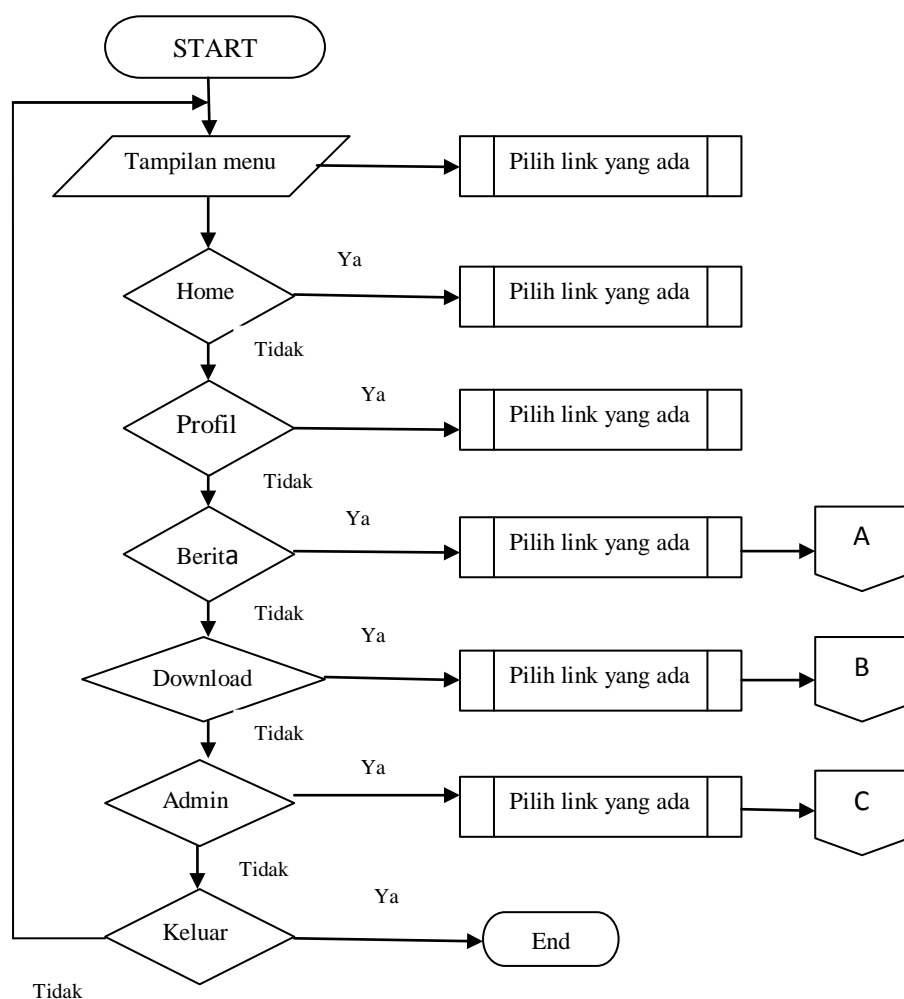 START
Tampilan menu
Pilih link yang ada
Home
Ya
Pilih link yang ada
Tidak
Profil
Ya
Pilih link yang ada
Tidak
Berita
Ya
Pilih link yang ada
A
Tidak
Download
Ya
Pilih link yang ada
B
Tidak
Admin
Ya
Pilih link yang ada
C
Tidak
Keluar
Ya
End
Tidak